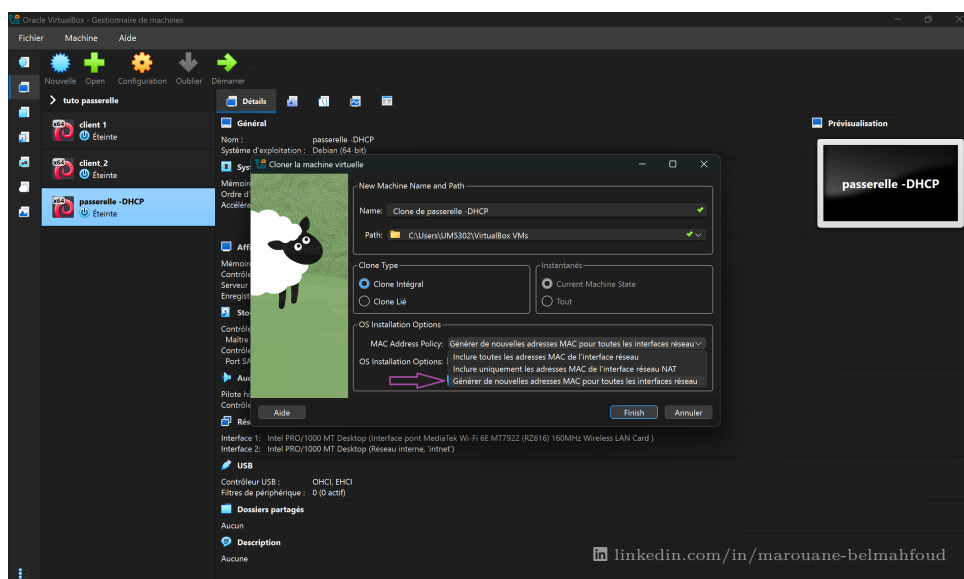 Oracle VirtualBox - Gestionnaire de machines
Fichier Machine Aide
Nouvelle Open Configuration Oublier Démarrer
tuto passerelle
client 1
Éteinte
client_2
Éteinte
passerelle -DHCP
Éteinte
Détails
Général
Nom : passerelle -DHCP
Système d'exploitation : Debian (64-bit)
Prévisualisation
passerelle -DHCP
Cloner la machine virtuelle
New Machine Name and Path
Name: Clone de passerelle -DHCP
Path: C:\Users\UM5302\VirtualBox VMs
Clone Type
Clone Intégral
Clone Lié
Instantanés
Current Machine State
Tout
OS Installation Options
MAC Address Policy: Générer de nouvelles adresses MAC pour toutes les interfaces réseau
Inclure toutes les adresses MAC de l'interface réseau
OS Installation Options:
Inclure uniquement les adresses MAC de l'interface réseau NAT
Générer de nouvelles adresses MAC pour toutes les interfaces réseau
Aide Finish Annuler
Interface 1: Intel PRO/1000 MT Desktop (Interface pont MediaTek Wi-Fi 6E MT7922 (RZ616) 160MHz Wireless LAN Card )
Interface 2: Intel PRO/1000 MT Desktop (Réseau interne, 'intnet')
USB
Contrôleur USB : OHCI, EHCI
Filtres de périphérique : 0 (0 actif)
Dossiers partagés
Aucun
Description
Aucune
linkedin.com/in/marouane-belmahfoud